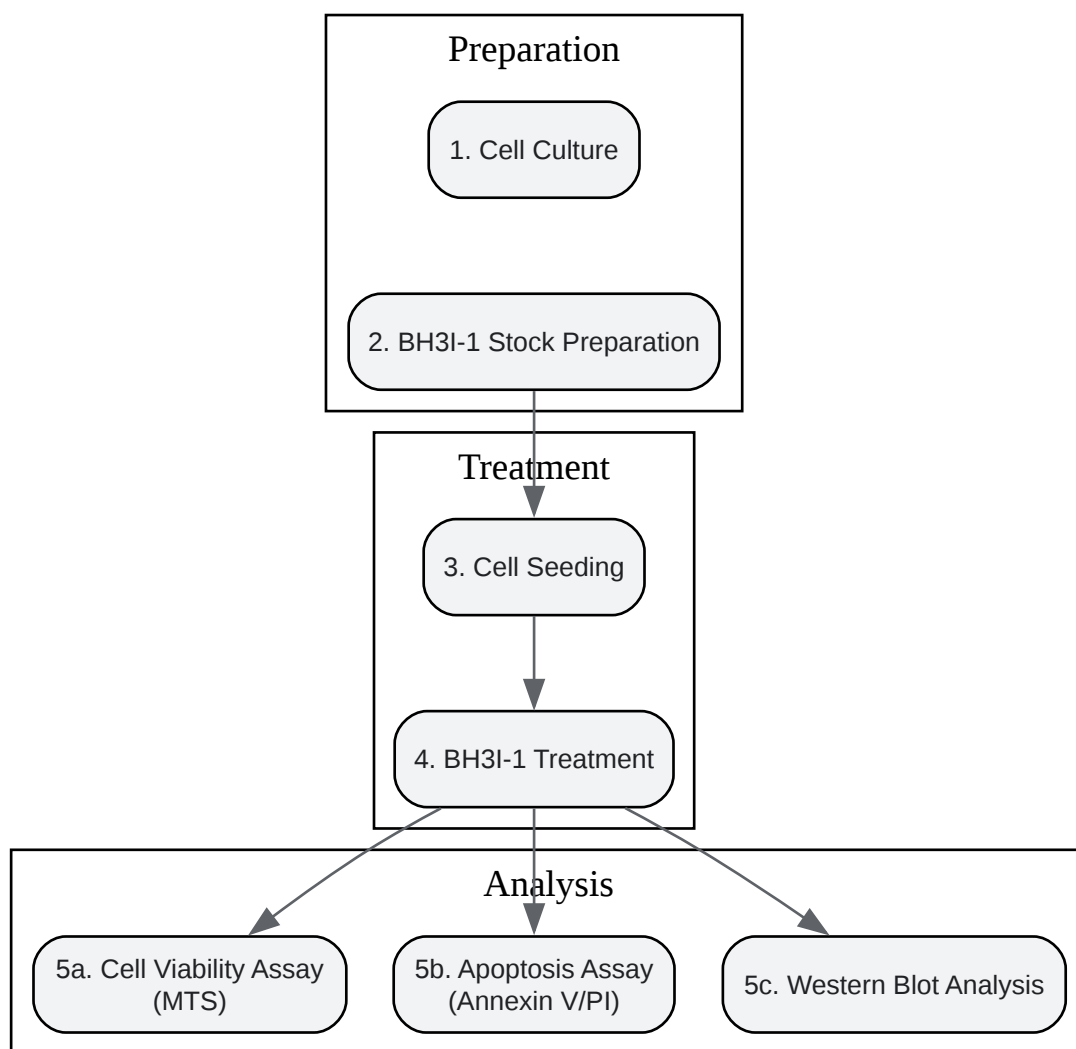 Preparation
1. Cell Culture
2. BH3I-1 Stock Preparation
Treatment
3. Cell Seeding
4. BH3I-1 Treatment
Analysis
5a. Cell Viability Assay
(MTS)
5b. Apoptosis Assay
(Annexin V/PI)
5c. Western Blot Analysis